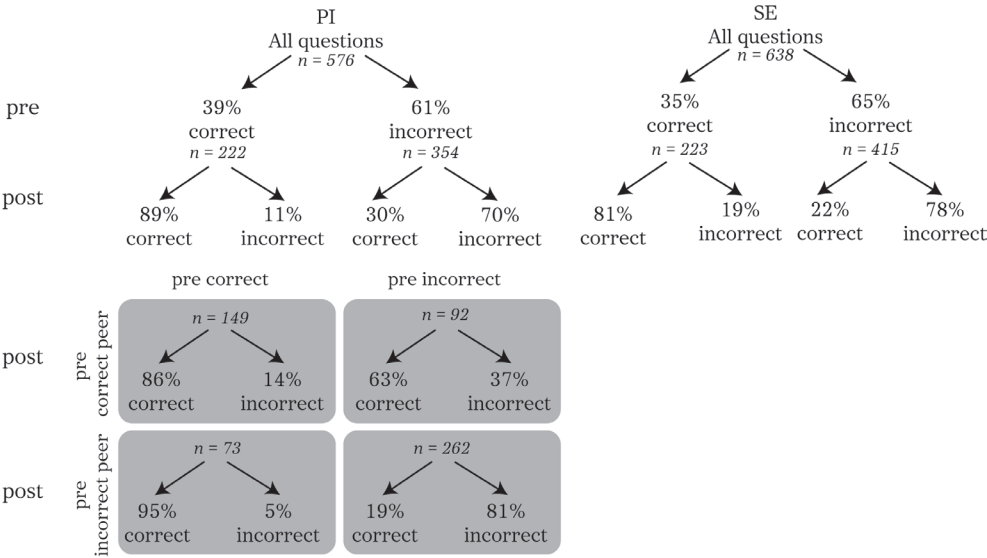 PI
All questions
n = 576
SE
All questions
n = 638
pre
39%
correct
n = 222
61%
incorrect
n = 354
35%
correct
n = 223
65%
incorrect
n = 415
post
89%
correct
11%
incorrect
30%
correct
70%
incorrect
81%
correct
19%
incorrect
22%
correct
78%
incorrect
pre correct
pre incorrect
post
pre
correct peer
n = 149
86%
correct
14%
incorrect
n = 92
63%
correct
37%
incorrect
post
pre
incorrect peer
n = 73
95%
correct
5%
incorrect
n = 262
19%
correct
81%
incorrect